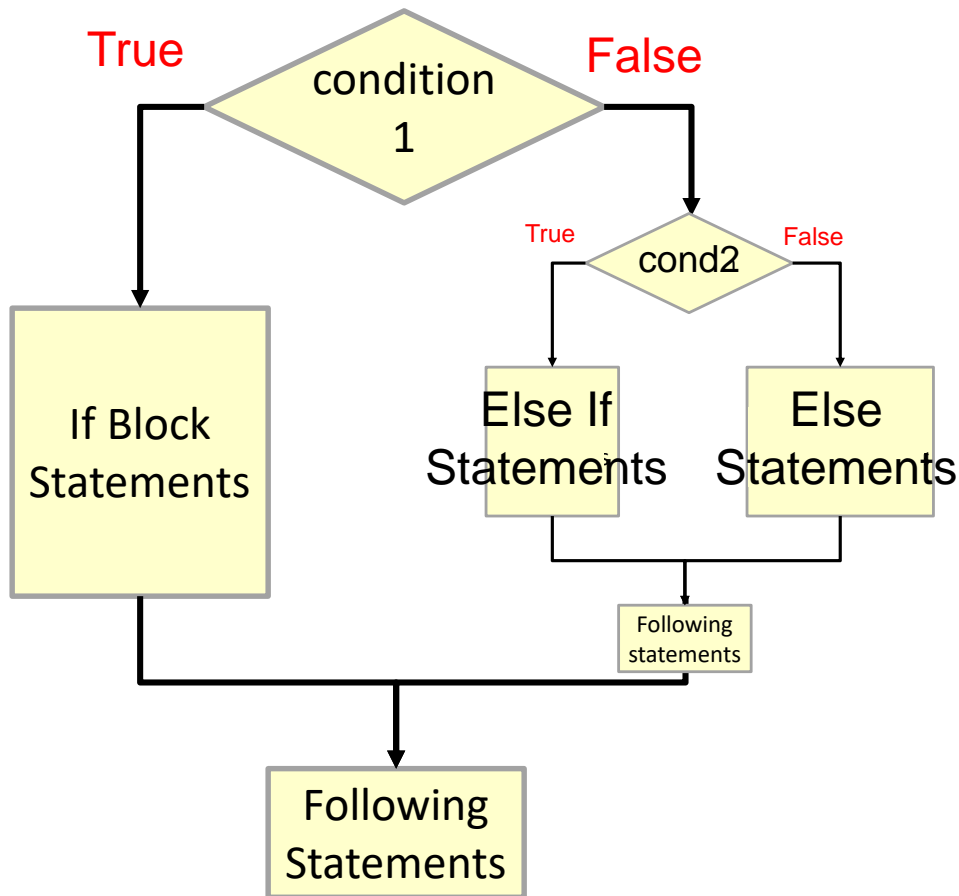 True
False
condition
1
True
False
cond2
If Block
Statements
Else If
Statements
Else
Statements
Following
statements
Following
Statements